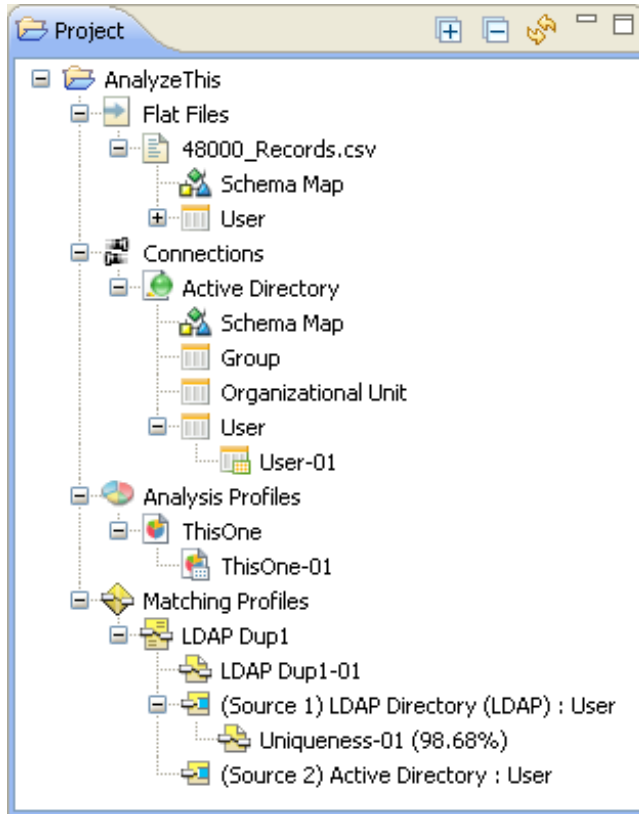 Project
AnalyzeThis
Flat Files
48000_Records.csv
Schema Map
User
Connections
Active Directory
Schema Map
Group
Organizational Unit
User
User-01
Analysis Profiles
ThisOne
ThisOne-01
Matching Profiles
LDAP Dup1
LDAP Dup1-01
(Source 1) LDAP Directory (LDAP) : User
Uniqueness-01 (98.68%)
(Source 2) Active Directory : User